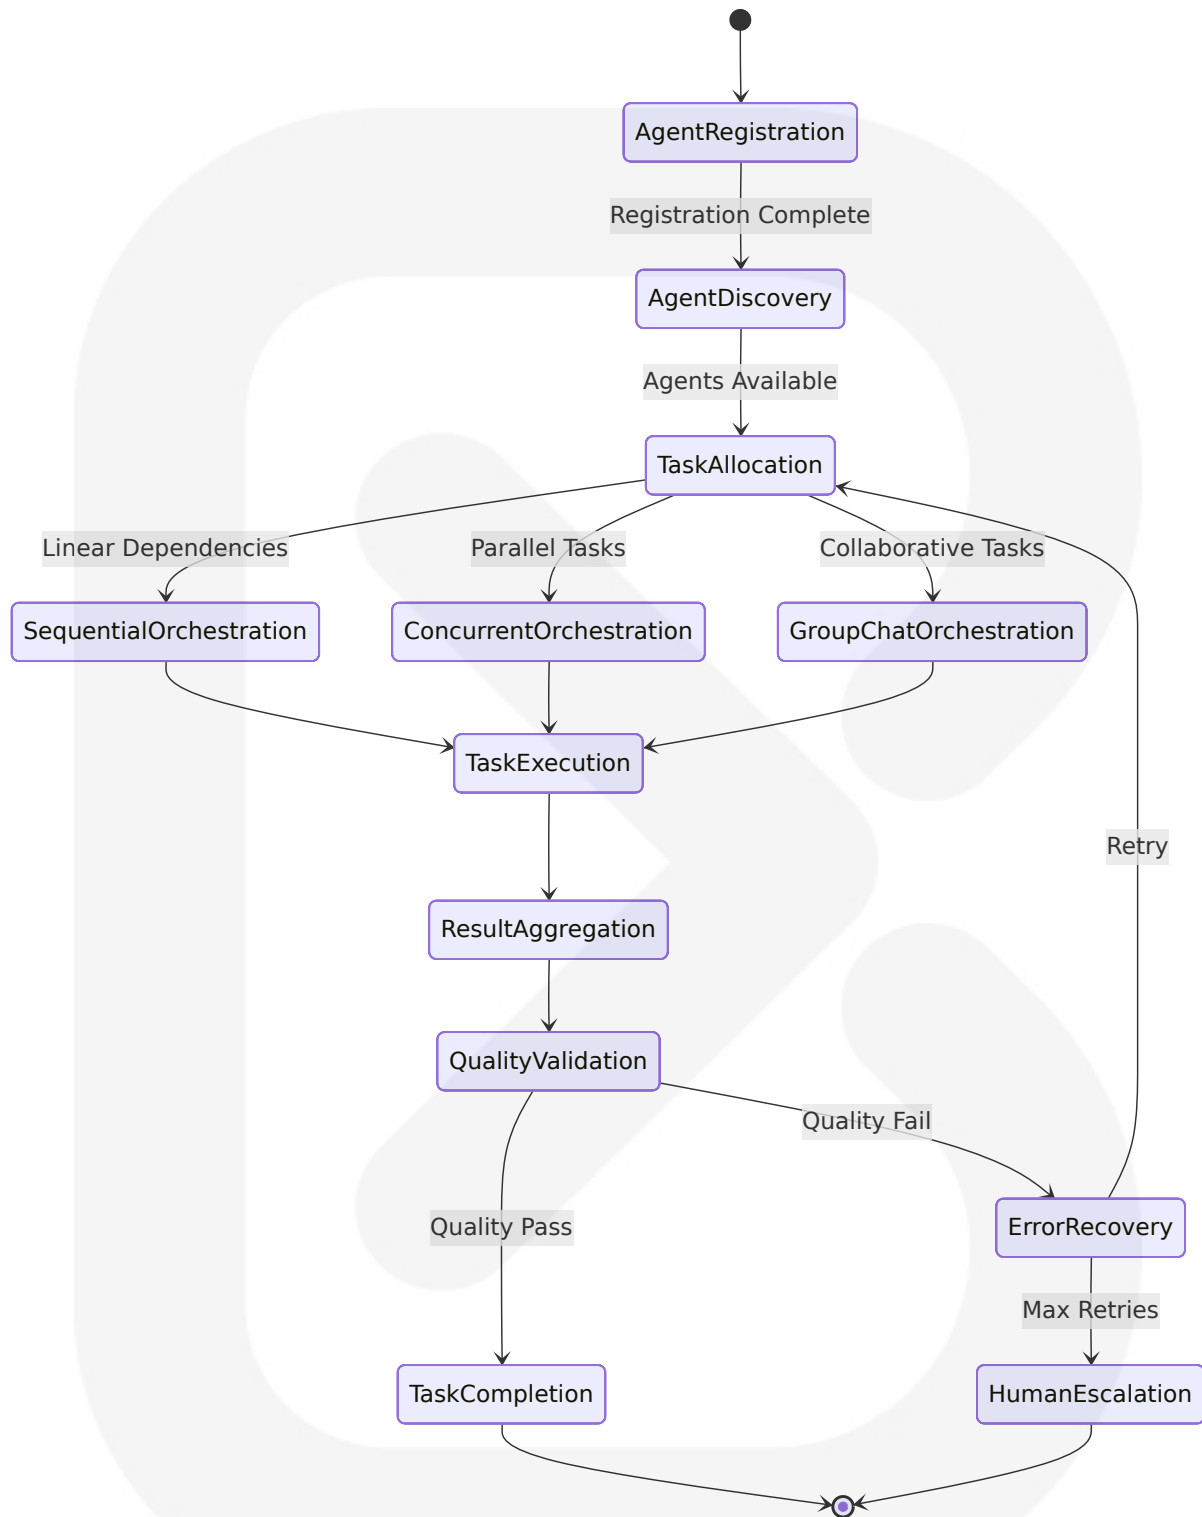 AgentRegistration
Registration Complete
AgentDiscovery
Agents Available
TaskAllocation
Linear Dependencies
Parallel Tasks
Collaborative Tasks
SequentialOrchestration
ConcurrentOrchestration
GroupChatOrchestration
TaskExecution
Retry
ResultAggregation
QualityValidation
Quality Fail
Quality Pass
ErrorRecovery
Max Retries
TaskCompletion
HumanEscalation